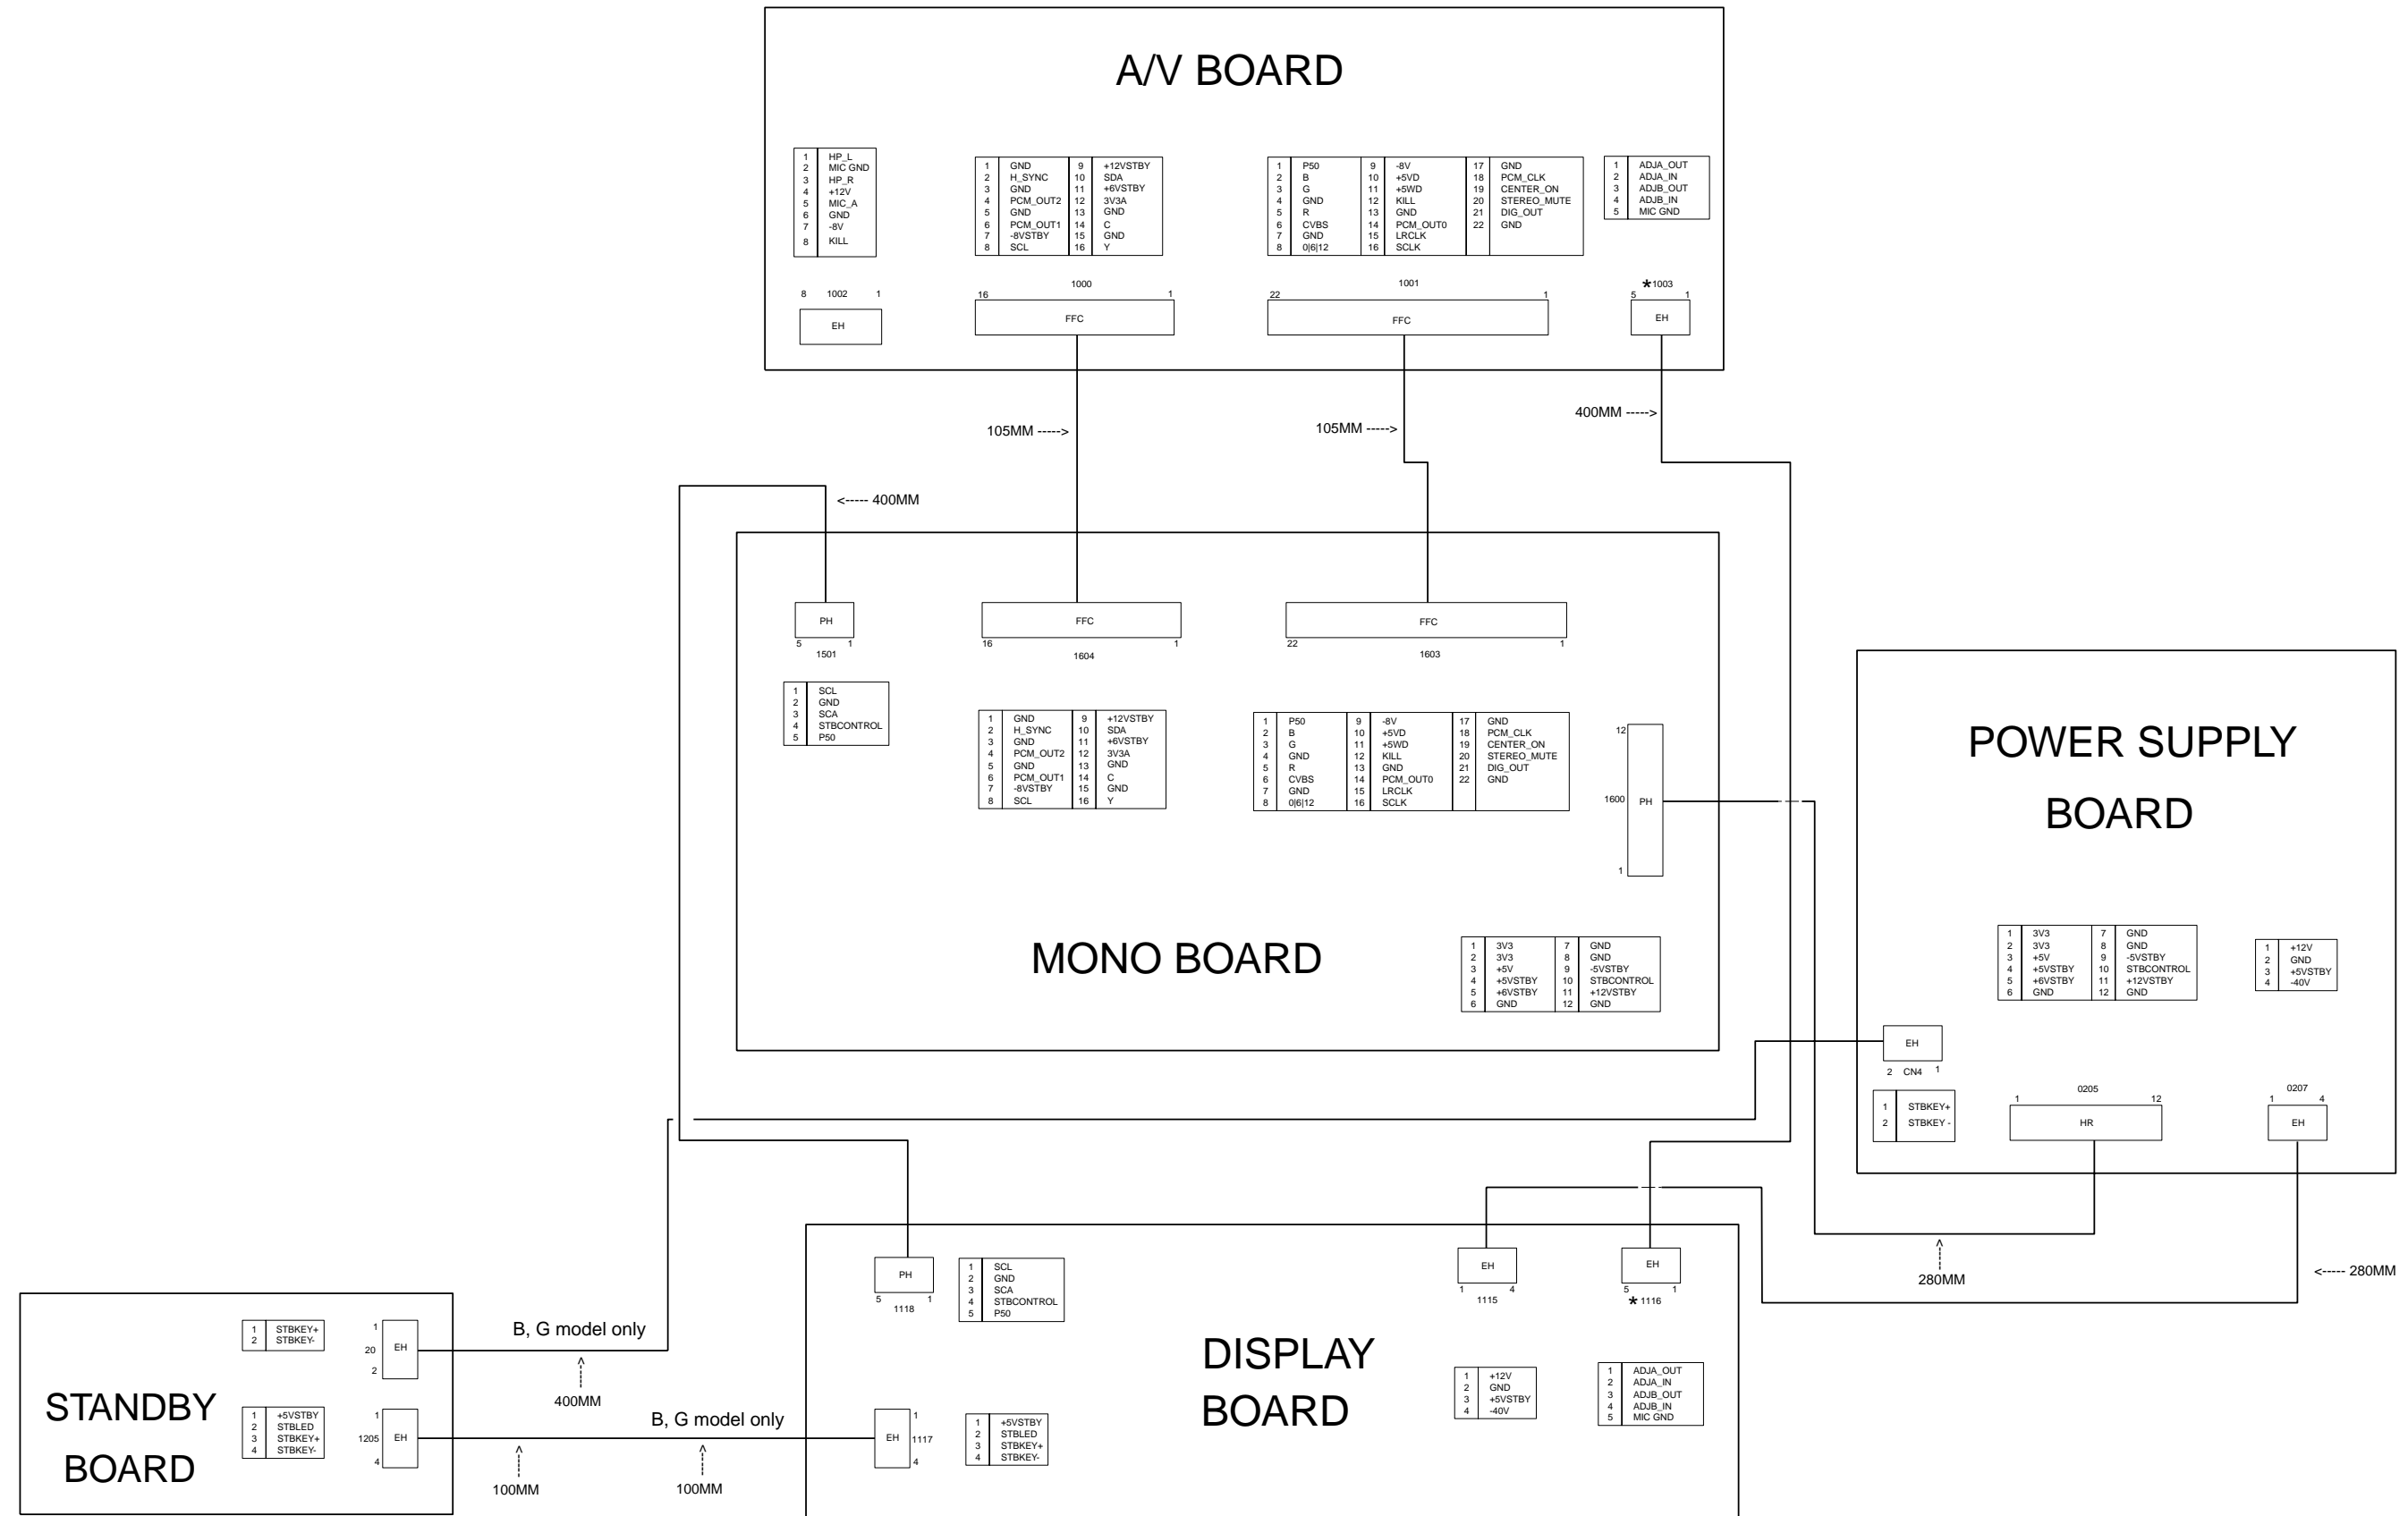 A/V BOARD
1 HP_L
2 MIC GND
3 HP_R
4 +12V
5 MIC_A
6 GND
7 -8V
8 KILL
1 GND 9 +12VSTBY
2 H_SYNC 10 SDA
3 GND 11 +6VSTBY
4 PCM_OUT2 12 3V3A
5 GND 13 GND
6 PCM_OUT1 14 C
7 -8VSTBY 15 GND
8 SCL 16 Y
1 P50 9 -8V 17 GND
2 B 10 +5VD 18 PCM_CLK
3 G 11 +5WD 19 CENTER_ON
4 GND 12 KILL 20 STEREO_MUTE
5 R 13 GND 21 DIG_OUT
6 CVBS 14 PCM_OUT0 22 GND
7 GND 15 LRCLK
8 0|6|12 16 SCLK
1 ADJA_OUT
2 ADJA_IN
3 ADJB_OUT
4 ADJB_IN
5 MIC GND
8 1002 1
EH
1000
16 1
FFC
1001
22 1
FFC
*1003
5 1
EH
105MM ----->
105MM ----->
400MM ----->
<----- 400MM
PH
5 1
1501
FFC
16 1
1604
FFC
22 1
1603
1 SCL
2 GND
3 SCA
4 STBCONTROL
5 P50
1 GND 9 +12VSTBY
2 H_SYNC 10 SDA
3 GND 11 +6VSTBY
4 PCM_OUT2 12 3V3A
5 GND 13 GND
6 PCM_OUT1 14 C
7 -8VSTBY 15 GND
8 SCL 16 Y
1 P50 9 -8V 17 GND
2 B 10 +5VD 18 PCM_CLK
3 G 11 +5WD 19 CENTER_ON
4 GND 12 KILL 20 STEREO_MUTE
5 R 13 GND 21 DIG_OUT
6 CVBS 14 PCM_OUT0 22 GND
7 GND 15 LRCLK
8 0|6|12 16 SCLK
12
1600 PH
1
MONO BOARD
1 3V3 7 GND
2 3V3 8 GND
3 +5V 9 -5VSTBY
4 +5VSTBY 10 STBCONTROL
5 +6VSTBY 11 +12VSTBY
6 GND 12 GND
POWER SUPPLY
BOARD
1 3V3 7 GND
2 3V3 8 GND
3 +5V 9 -5VSTBY
4 +5VSTBY 10 STBCONTROL
5 +6VSTBY 11 +12VSTBY
6 GND 12 GND
1 +12V
2 GND
3 +5VSTBY
4 -40V
EH
2 CN4 1
1 STBKEY+
2 STBKEY -
0205
1 12
HR
0207
1 4
EH
280MM
<----- 280MM
PH
5 1
1118
1 SCL
2 GND
3 SCA
4 STBCONTROL
5 P50
EH
1 4
1115
EH
5 1
* 1116
DISPLAY
BOARD
1 +12V
2 GND
3 +5VSTBY
4 -40V
1 ADJA_OUT
2 ADJA_IN
3 ADJB_OUT
4 ADJB_IN
5 MIC GND
1
EH 1117
4
1 +5VSTBY
2 STBLED
3 STBKEY+
4 STBKEY-
STANDBY
BOARD
1 STBKEY+
2 STBKEY-
1
20 EH
2
B, G model only
400MM
1 +5VSTBY
2 STBLED
3 STBKEY+
4 STBKEY-
1
1205 EH
4
B, G model only
100MM
100MM